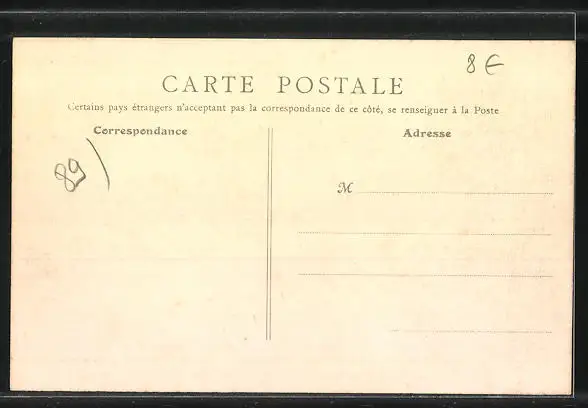 8 €
CARTE POSTALE
Certains pays étrangers n'acceptant pas la correspondance de ce côté, se renseigner à la Poste
Correspondance
Adresse
89)
M